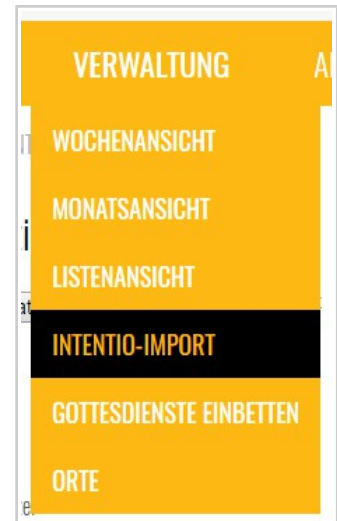 VERWALTUNG
WOCHENANSICHT
MONATSANSICHT
LISTENANSICHT
INTENTIO-IMPORT
GOTTESDIENSTE EINBETTEN
ORTE